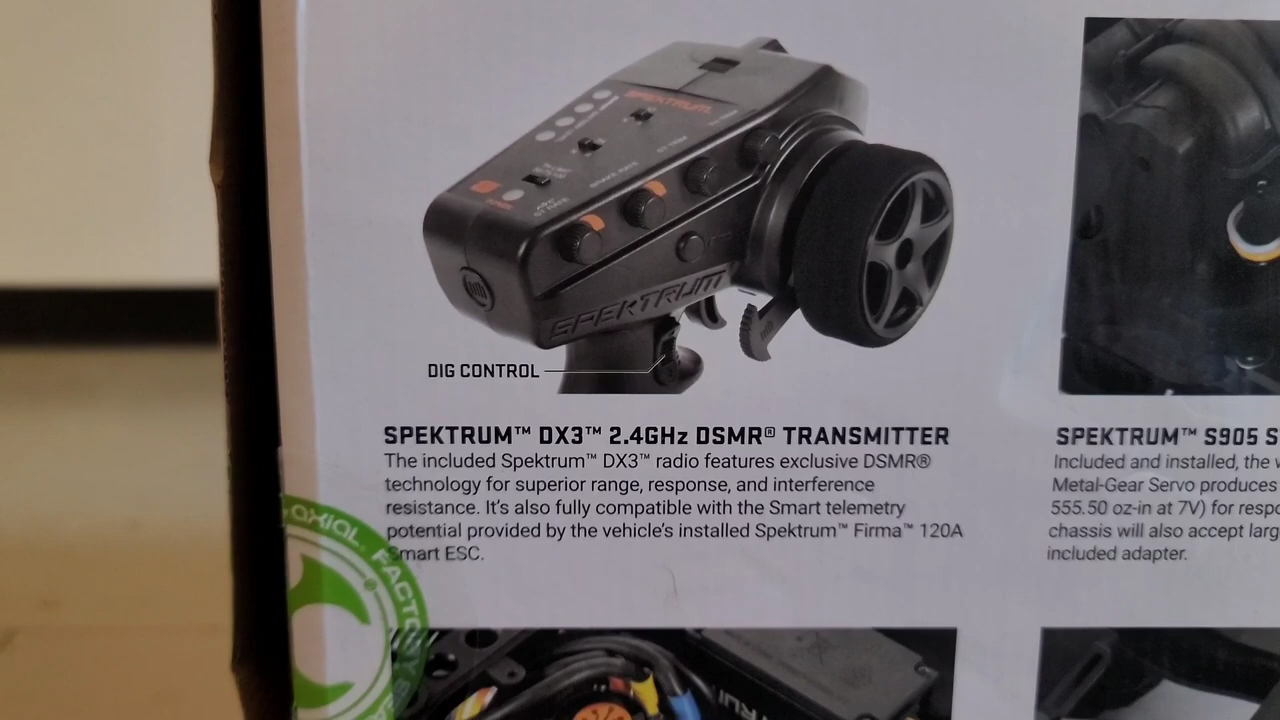 SPEKTRUM
SPEKTRUM
DIG CONTROL
SPEKTRUM™ DX3™ 2.4GHz DSMR® TRANSMITTER
The included Spektrum™ DX3™ radio features exclusive DSMR®
technology for superior range, response, and interference
resistance. It's also fully compatible with the Smart telemetry
potential provided by the vehicle's installed Spektrum™ Firma™ 120A
Smart ESC.
SPEKTRUM™ S905 S
Included and installed, the
Metal-Gear Servo produces
555.50 oz-in at 7V) for
chassis will also accept
included adapter.
AXIAL FACTORY